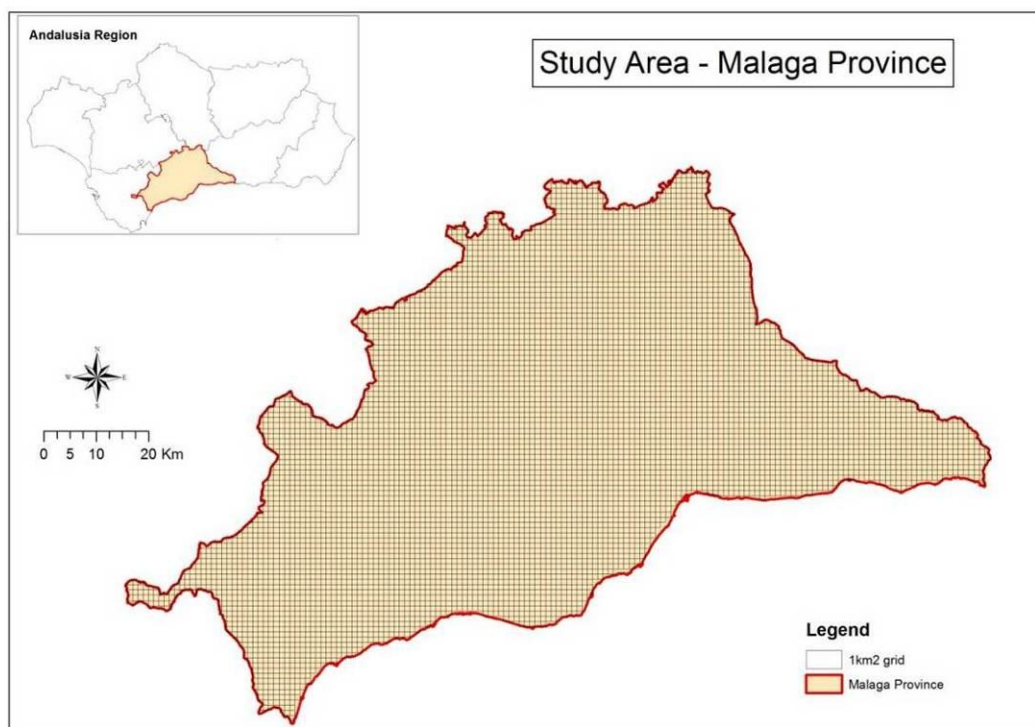 Andalusia Region
Study Area - Malaga Province
N
W E
S
0 5 10 20 Km
Legend
1km2 grid
Malaga Province